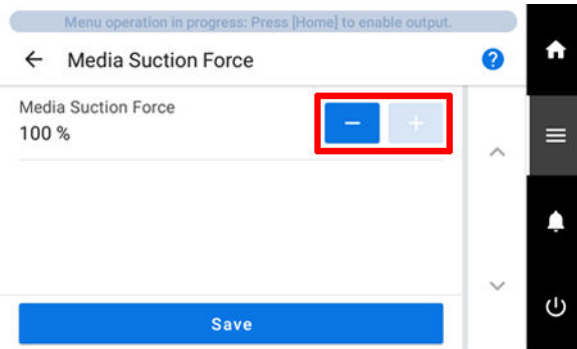 Menu operation in progress: Press [Home] to enable output.
Media Suction Force
Media Suction Force
100 %
Save